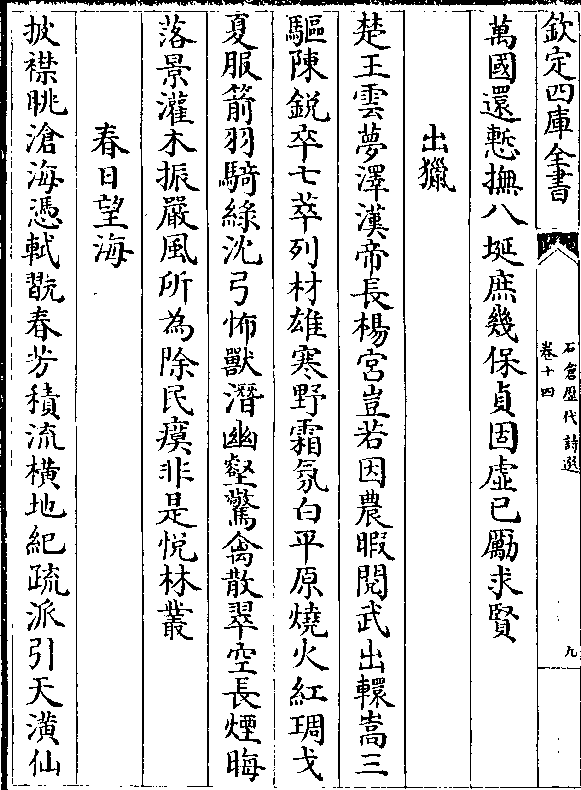 欽定四庫全書
石倉歷代詩選
卷十四
九
萬國還慙撫八埏庶幾保貞固虛已勵求賢
出獵
楚王雲夢澤漢帝長楊宮豈若因農暇閱武出轘嵩三
驅陳鋭卒七萃列材雄寒野霜氛白平原燒火紅琱戈
夏服箭羽騎綠沈弓怖獸潛幽壑驚禽散翠空長煙晦
落景灌木振嚴風所為除民瘼非是悅林叢
春日望海
披襟眺滄海憑軾翫春芳積流橫地紀疏派引天潢仙